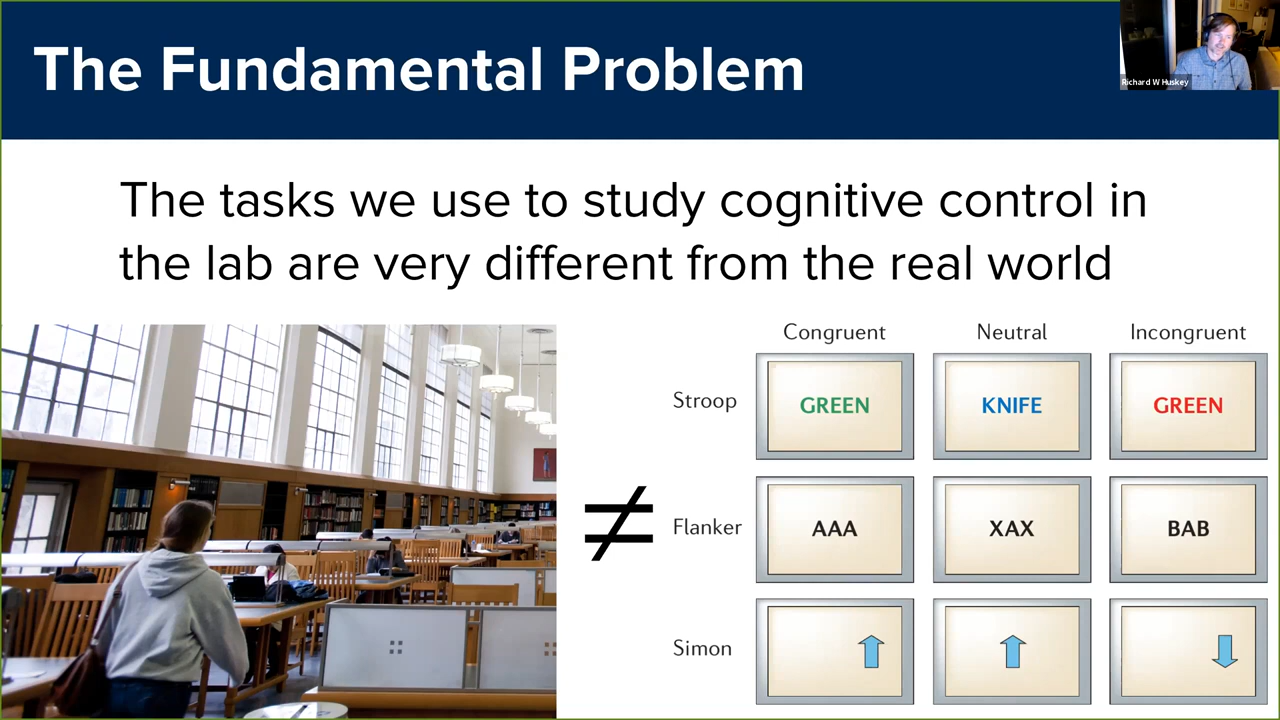 The Fundamental Problem
Richard W Huskey
The tasks we use to study cognitive control in
the lab are very different from the real world
≠
Congruent Neutral Incongruent
Stroop GREEN KNIFE GREEN
Flanker AAA XAX BAB
Simon